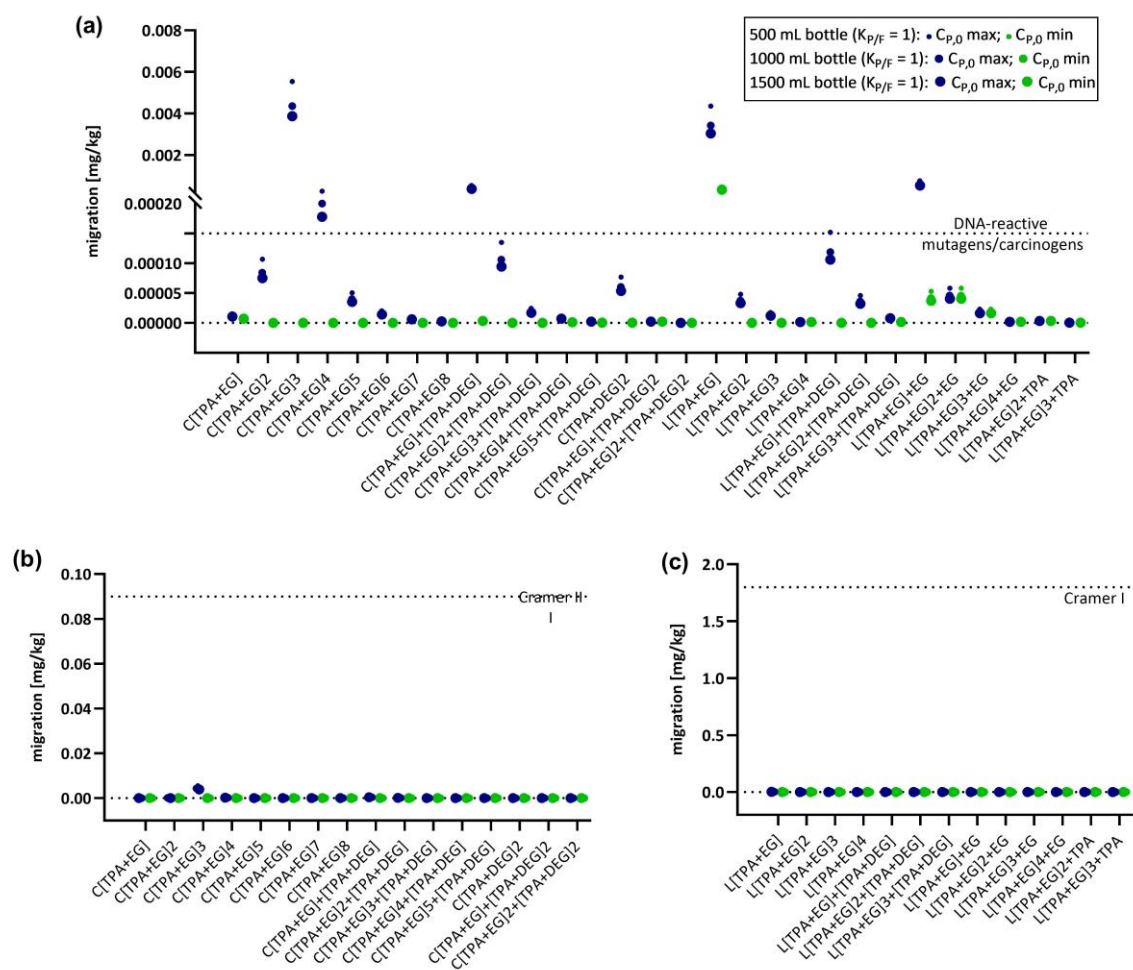 (a)
500 mL bottle (KP/F = 1): CP,0 max; CP,0 min
1000 mL bottle (KP/F = 1): CP,0 max; CP,0 min
1500 mL bottle (KP/F = 1): CP,0 max; CP,0 min
migration [mg/kg]
0.008
0.006
0.004
0.002
0.00020
0.00010
0.00005
0.00000
DNA-reactive
mutagens/carcinogens
C[TPA+EG]
C[TPA+EG]2
C[TPA+EG]3
C[TPA+EG]4
C[TPA+EG]5
C[TPA+EG]6
C[TPA+EG]7
C[TPA+EG]8
C[TPA+EG]+[TPA+DEG]
C[TPA+EG]2+[TPA+DEG]
C[TPA+EG]3+[TPA+DEG]
C[TPA+EG]4+[TPA+DEG]
C[TPA+EG]5+[TPA+DEG]
C[TPA+DEG]2
C[TPA+EG]+[TPA+DEG]2
C[TPA+EG]2+[TPA+DEG]2
L[TPA+EG]
L[TPA+EG]2
L[TPA+EG]3
L[TPA+EG]4
L[TPA+EG]+[TPA+DEG]
L[TPA+EG]2+[TPA+DEG]
L[TPA+EG]3+[TPA+DEG]
L[TPA+EG]+EG
L[TPA+EG]2+EG
L[TPA+EG]3+EG
L[TPA+EG]4+EG
L[TPA+EG]2+TPA
L[TPA+EG]3+TPA
(b)
migration [mg/kg]
0.10
0.08
0.06
0.04
0.02
0.00
Cramer II
I
C[TPA+EG]
C[TPA+EG]2
C[TPA+EG]3
C[TPA+EG]4
C[TPA+EG]5
C[TPA+EG]6
C[TPA+EG]7
C[TPA+EG]8
C[TPA+EG]+[TPA+DEG]
C[TPA+EG]2+[TPA+DEG]
C[TPA+EG]3+[TPA+DEG]
C[TPA+EG]4+[TPA+DEG]
C[TPA+EG]5+[TPA+DEG]
C[TPA+DEG]2
C[TPA+EG]+[TPA+DEG]2
C[TPA+EG]2+[TPA+DEG]2
(c)
migration [mg/kg]
2.0
1.5
1.0
0.5
0.0
Cramer I
L[TPA+EG]
L[TPA+EG]2
L[TPA+EG]3
L[TPA+EG]4
L[TPA+EG]+[TPA+DEG]
L[TPA+EG]2+[TPA+DEG]
L[TPA+EG]3+[TPA+DEG]
L[TPA+EG]+EG
L[TPA+EG]2+EG
L[TPA+EG]3+EG
L[TPA+EG]4+EG
L[TPA+EG]2+TPA
L[TPA+EG]3+TPA